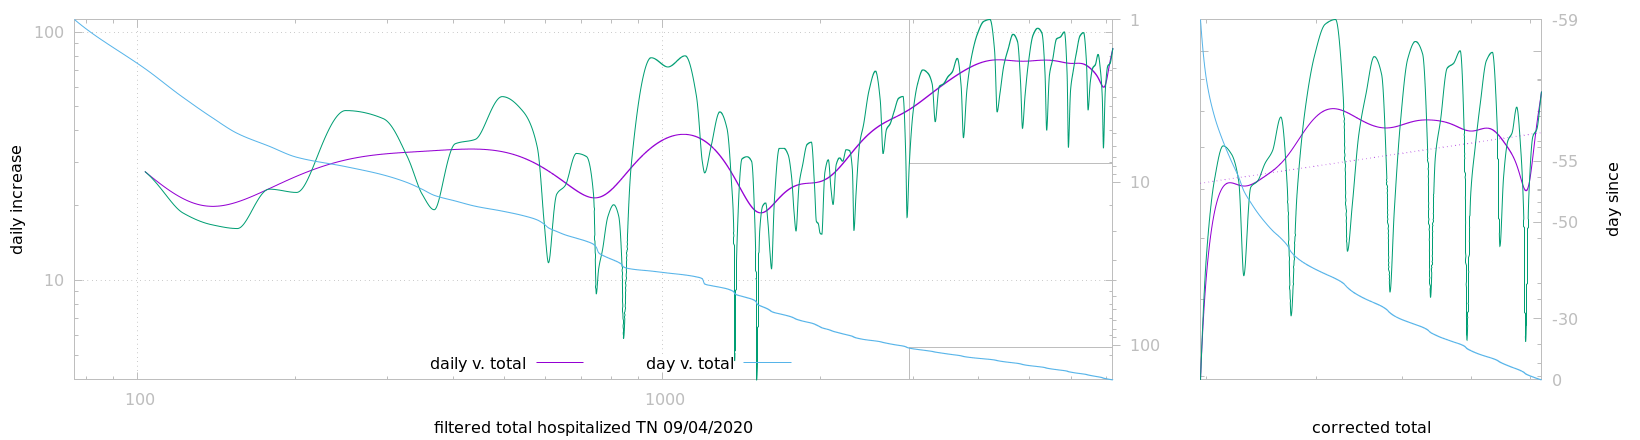 100
10
daily increase
100
1000
1
10
100
daily v. total
day v. total
filtered total hospitalized TN 09/04/2020
-59
-55
-50
-30
0
day since
corrected total